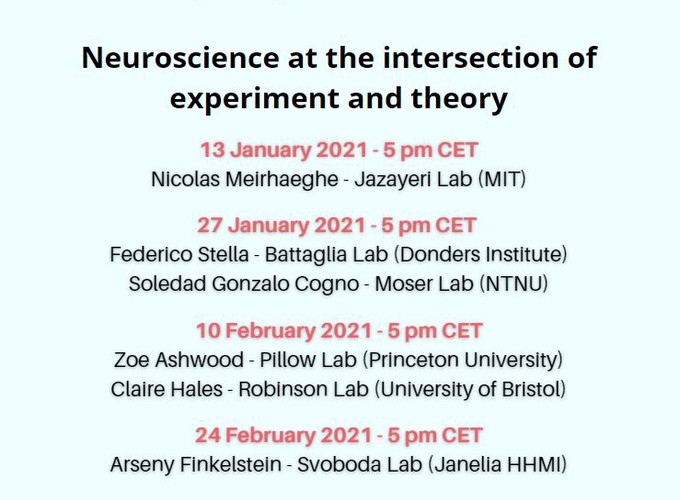 Neuroscience at the intersection of
experiment and theory
13 January 2021 - 5 pm CET
Nicolas Meirhaeghe - Jazayeri Lab (MIT)
27 January 2021 - 5 pm CET
Federico Stella - Battaglia Lab (Donders Institute)
Soledad Gonzalo Cogno - Moser Lab (NTNU)
10 February 2021 - 5 pm CET
Zoe Ashwood - Pillow Lab (Princeton University)
Claire Hales - Robinson Lab (University of Bristol)
24 February 2021 - 5 pm CET
Arseny Finkelstein - Svoboda Lab (Janelia HHMI)